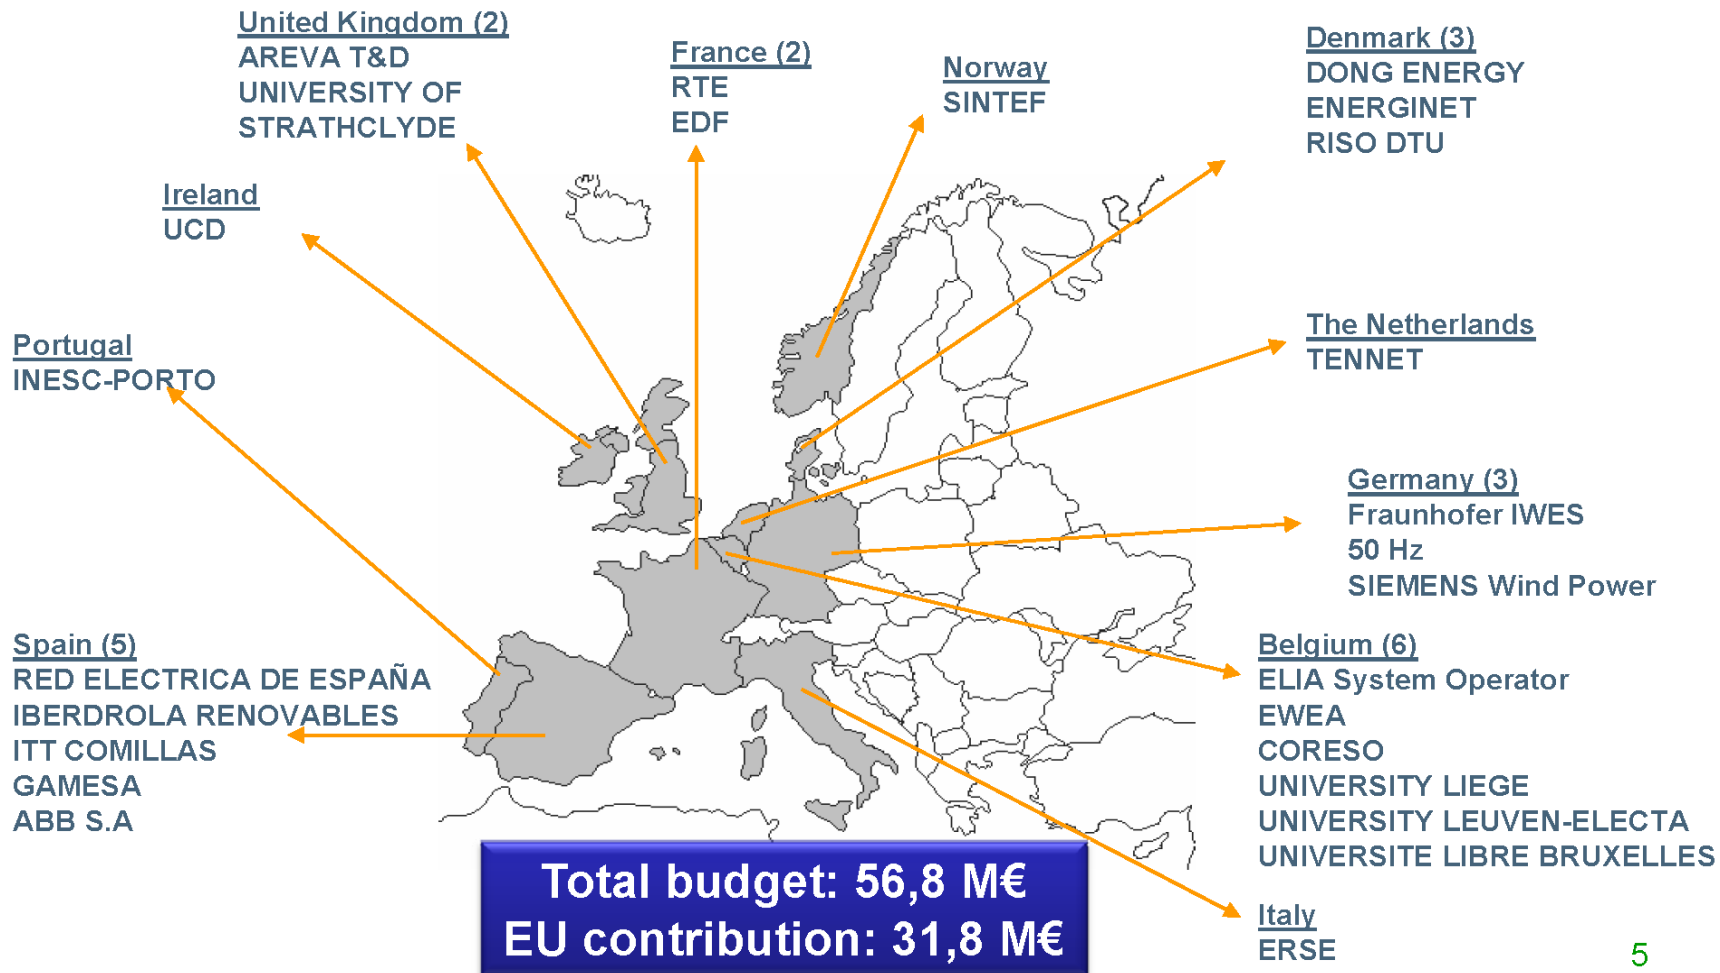 United Kingdom (2)
AREVA T&D
UNIVERSITY OF
STRATHCLYDE
France (2)
RTE
EDF
Norway
SINTEF
Denmark (3)
DONG ENERGY
ENERGINET
RISO DTU
Ireland
UCD
Portugal
INESC-PORTO
The Netherlands
TENNET
Germany (3)
Fraunhofer IWES
50 Hz
SIEMENS Wind Power
Spain (5)
RED ELECTRICA DE ESPAÑA
IBERDROLA RENOVABLES
ITT COMILLAS
GAMESA
ABB S.A
Belgium (6)
ELIA System Operator
EWEA
CORESO
UNIVERSITY LIEGE
UNIVERSITY LEUVEN-ELECTA
UNIVERSITE LIBRE BRUXELLES
Total budget: 56,8 M€
EU contribution: 31,8 M€
Italy
ERSE
5